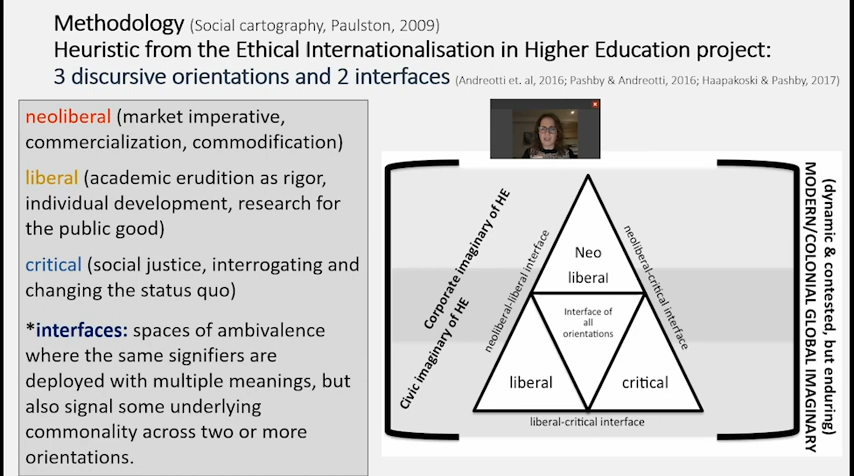 Methodology (Social cartography, Paulston, 2009)
Heuristic from the Ethical Internationalisation in Higher Education project:
3 discursive orientations and 2 interfaces (Andreotti et. al, 2016; Pashby & Andreotti, 2016; Haapakoski & Pashby, 2017)
neoliberal (market imperative,
commercialization, commodification)
liberal (academic erudition as rigor,
individual development, research for
the public good)
critical (social justice, interrogating and
changing the status quo)
*interfaces: spaces of ambivalence
where the same signifiers are
deployed with multiple meanings, but
also signal some underlying
commonality across two or more
orientations.
Corporate imaginary of HE
Civic imaginary of HE
neoliberal-liberal interface
neoliberal-critical interface
Neo
liberal
Interface of
all
orientations
liberal
critical
liberal-critical interface
(dynamic & contested, but enduring)
MODERN/COLONIAL GLOBAL IMAGINARY